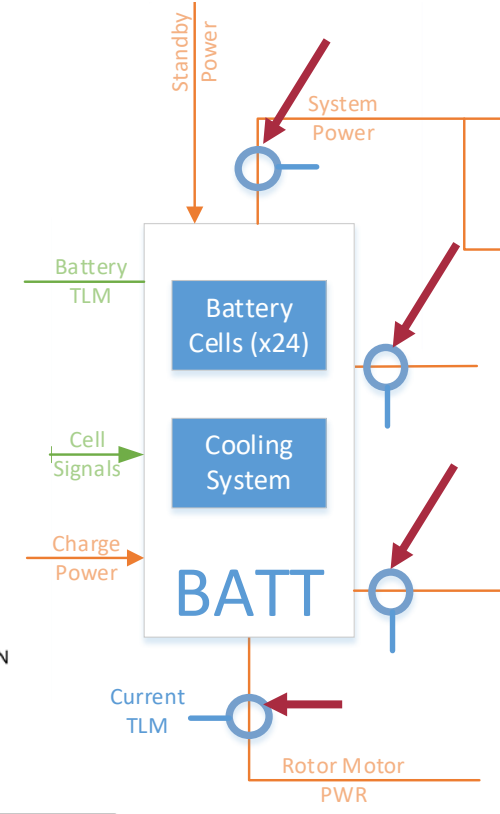 Standby
Power
System
Power
Battery
TLM
Battery
Cells (x24)
Cell
Signals
Cooling
System
Charge
Power
BATT
N
Current
TLM
Rotor Motor
PWR